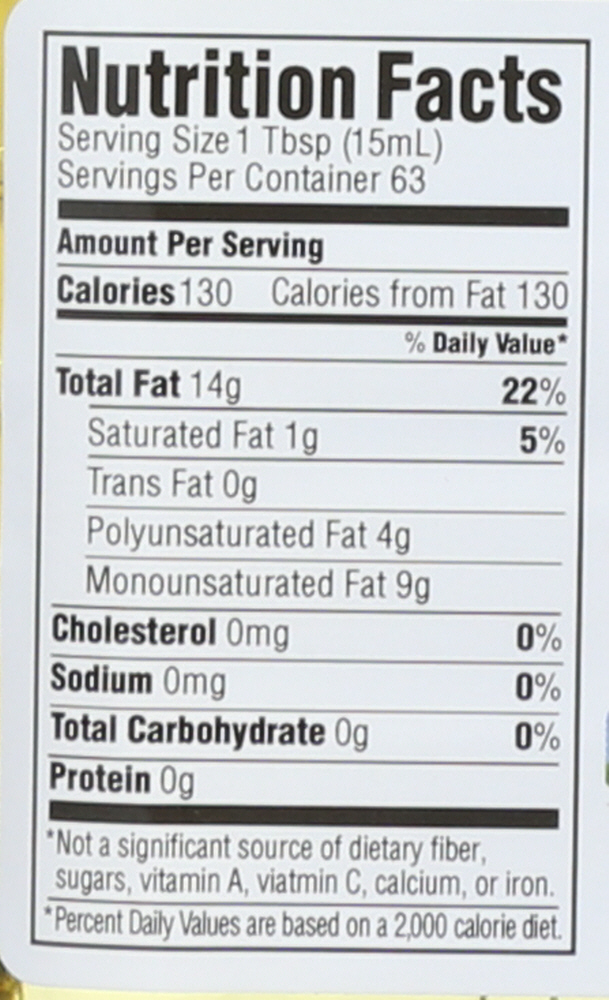 Nutrition Facts
Serving Size 1 Tbsp (15mL)
Servings Per Container 63
Amount Per Serving
Calories 130 Calories from Fat 130
% Daily Value*
Total Fat 14g 22%
Saturated Fat 1g 5%
Trans Fat 0g
Polyunsaturated Fat 4g
Monounsaturated Fat 9g
Cholesterol 0mg 0%
Sodium 0mg 0%
Total Carbohydrate 0g 0%
Protein 0g
*Not a significant source of dietary fiber,
sugars, vitamin A, viatmin C, calcium, or iron.
*Percent Daily Values are based on a 2,000 calorie diet.